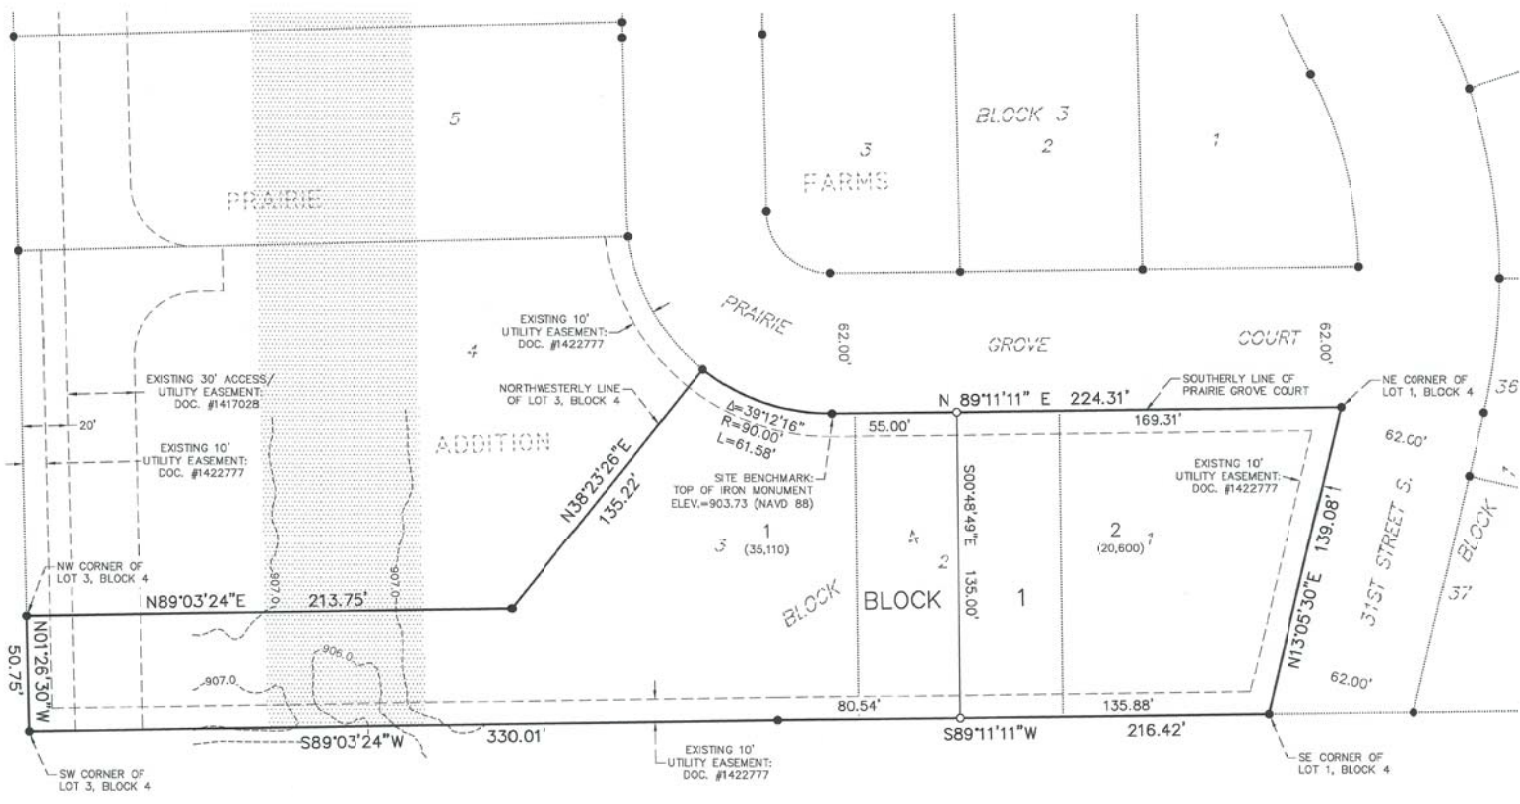 5
BLOCK 3
3
2
1
PRAIRIE
FARMS
EXISTING 10'
UTILITY EASEMENT:
DOC. #1422777
PRAIRIE
62.00'
GROVE
COURT
62.00'
4
EXISTING 30' ACCESS/
UTILITY EASEMENT:
DOC. #1417028
NORTHWESTERLY LINE
OF LOT 3, BLOCK 4
SOUTHERLY LINE OF
PRAIRIE GROVE COURT
NE CORNER OF
LOT 1, BLOCK 4
36
N 89°11'11" E 224.31'
Δ=39°12'16"
R=90.00'
L=61.58'
55.00'
169.31'
20'
62.00'
EXISTING 10'
UTILITY EASEMENT:
DOC. #1422777
ADDITION
N38°23'26"E
135.22'
SITE BENCHMARK:
TOP OF IRON MONUMENT
ELEV.=903.73 (NAVD 88)
EXISTNG 10'
UTILITY EASEMENT:
DOC. #1422777
S00°48'49"E 135.00'
N13°05'30"E 139.08'
31ST STREET S.
BLOCK
1
37
3
1
(35,110)
4
2
2
(20,600)
1
NW CORNER OF
LOT 3, BLOCK 4
907.0
907.0
N89°03'24"E 213.75'
BLOCK
BLOCK 1
N01°26'30"W
50.75'
906.0
907.0
62.00'
80.54'
135.88'
S89°03'24"W 330.01'
S89°11'11"W 216.42'
EXISTING 10'
UTILITY EASEMENT:
DOC. #1422777
SE CORNER OF
LOT 1, BLOCK 4
SW CORNER OF
LOT 3, BLOCK 4